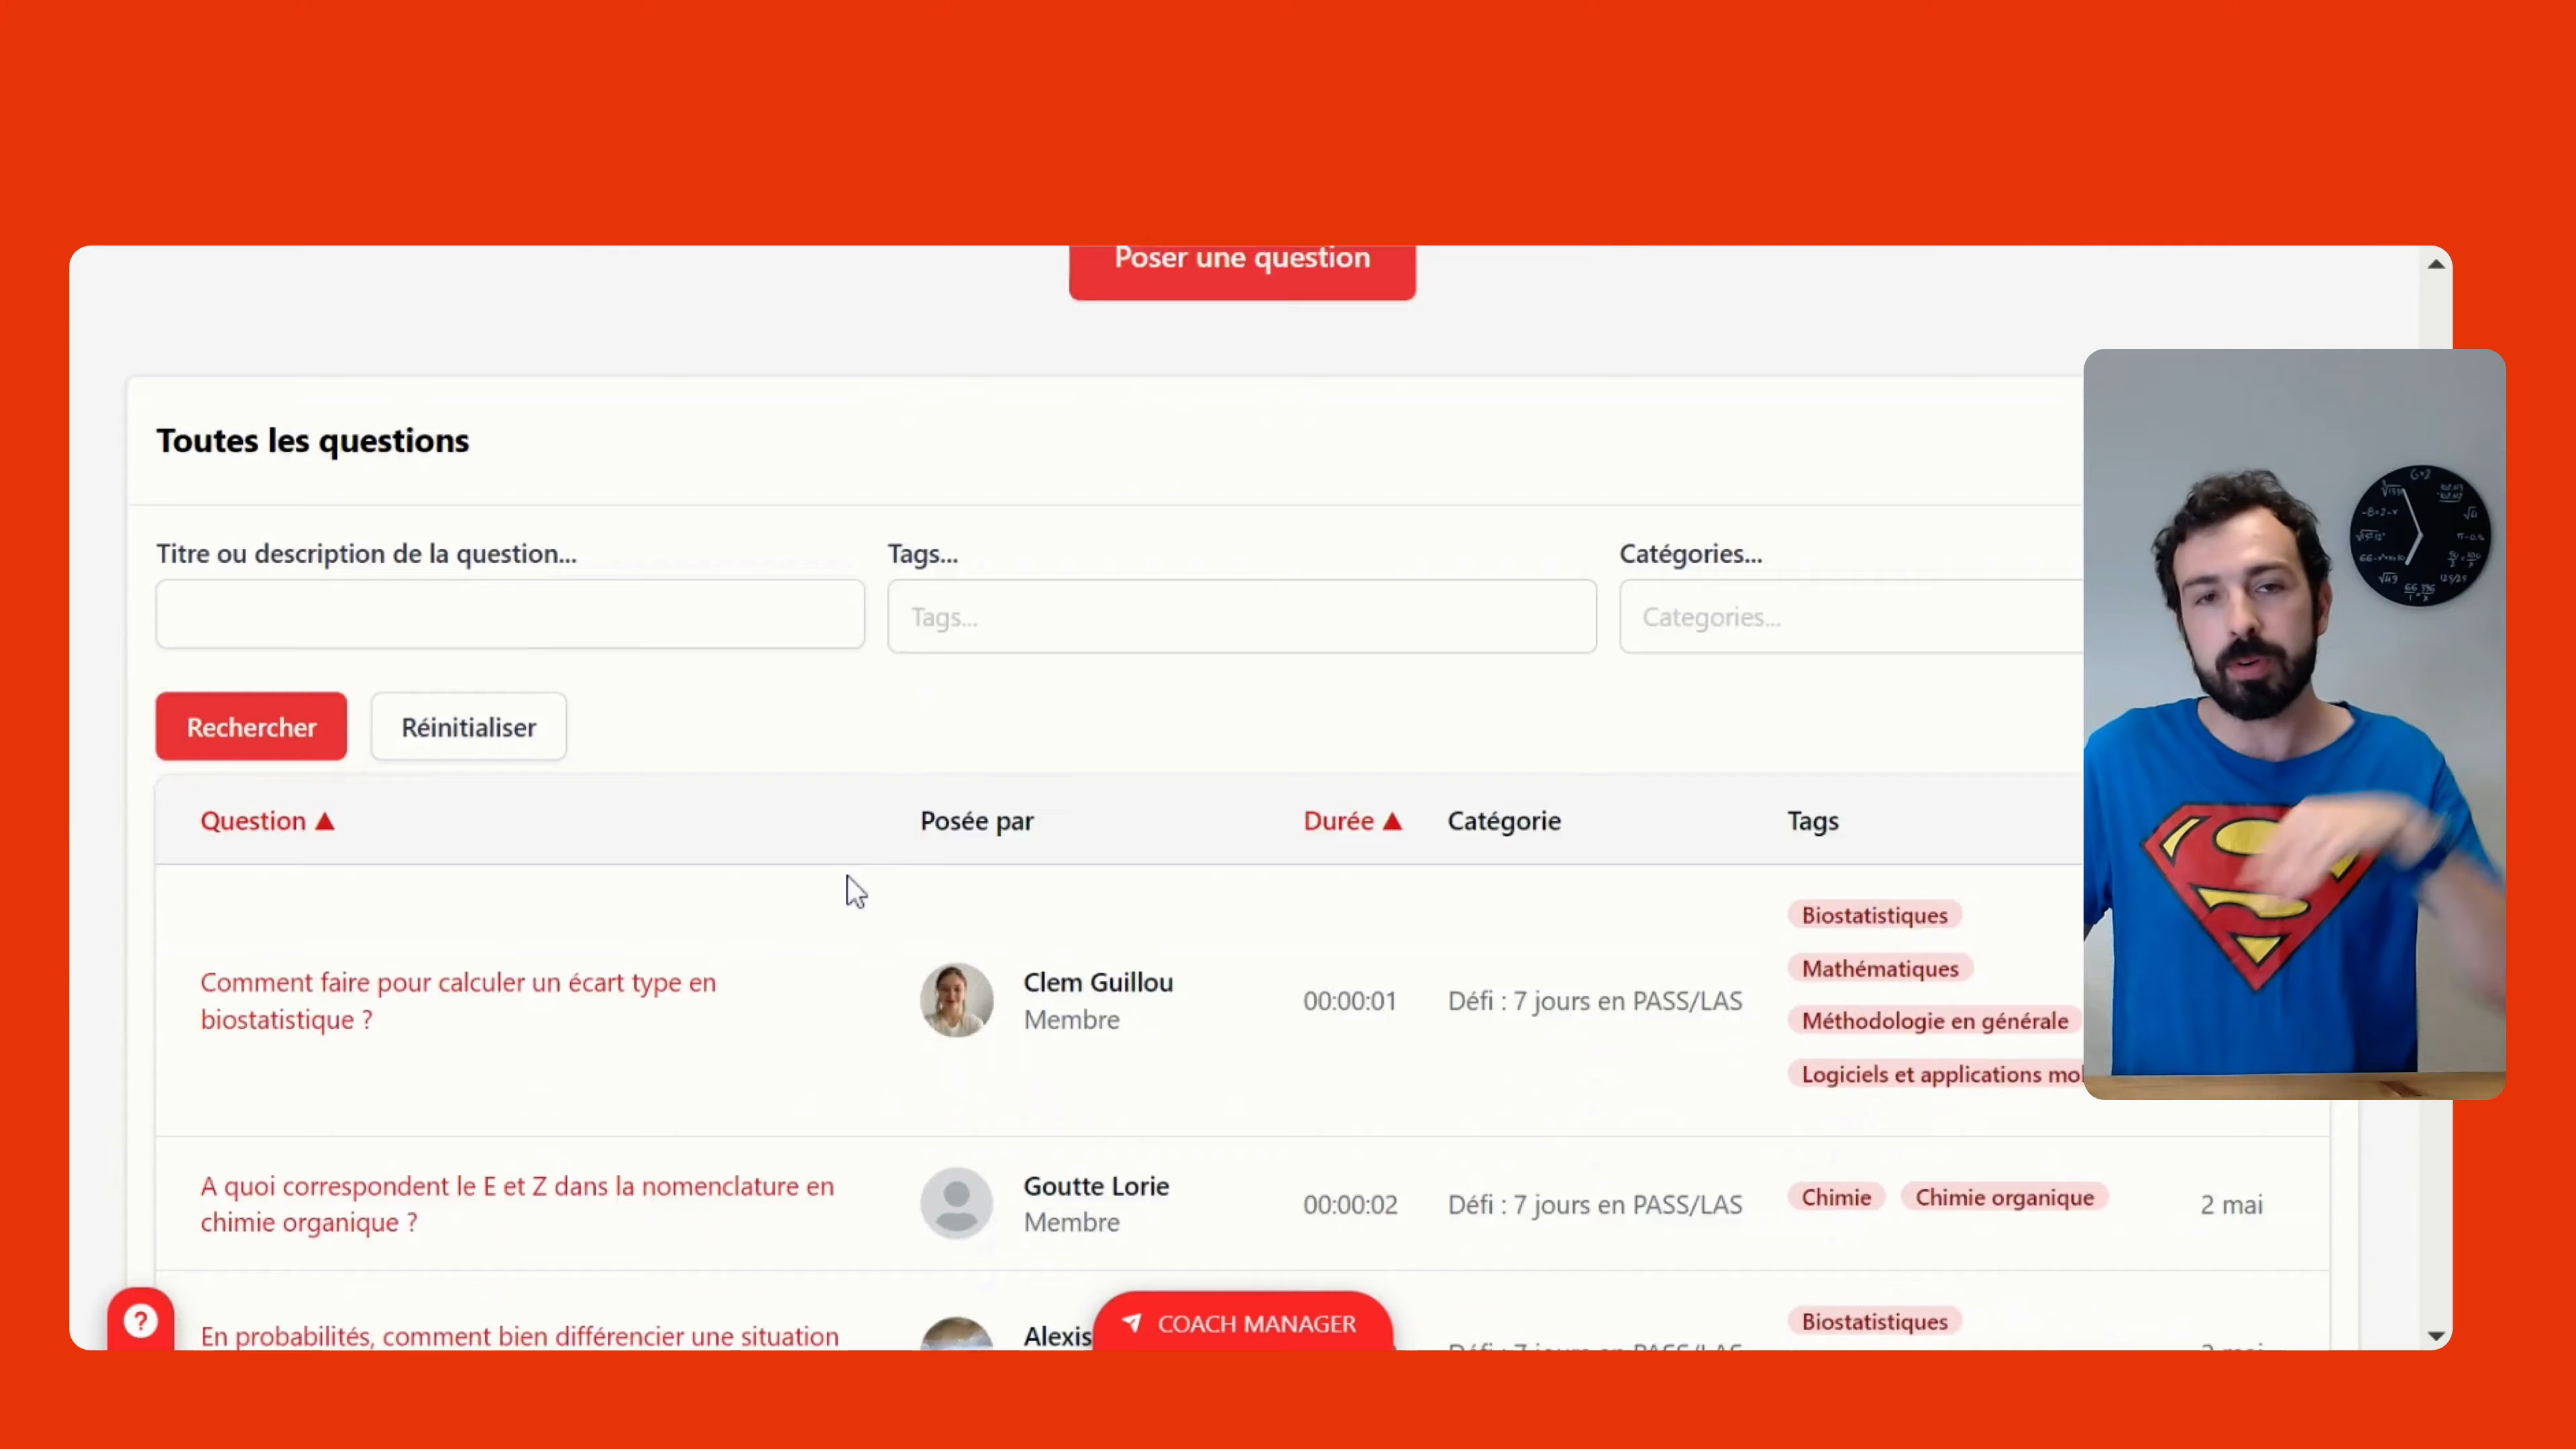 Poser une question
Toutes les questions
Titre ou description de la question...
Tags...
Catégories...
Tags...
Categories...
Rechercher
Réinitialiser
Question
Posée par
Durée
Catégorie
Tags
Comment faire pour calculer un écart type en
biostatistique ?
Clem Guillou
Membre
00:00:01
Défi : 7 jours en PASS/LAS
Biostatistiques
Mathématiques
Méthodologie en générale
Logiciels et applications
A quoi correspondent le E et Z dans la nomenclature en
chimie organique ?
Goutte Lorie
Membre
00:00:02
Défi : 7 jours en PASS/LAS
Chimie
Chimie organique
2 mai
En probabilités, comment bien différencier une situation
Alexis
Biostatistiques
?
COACH MANAGER